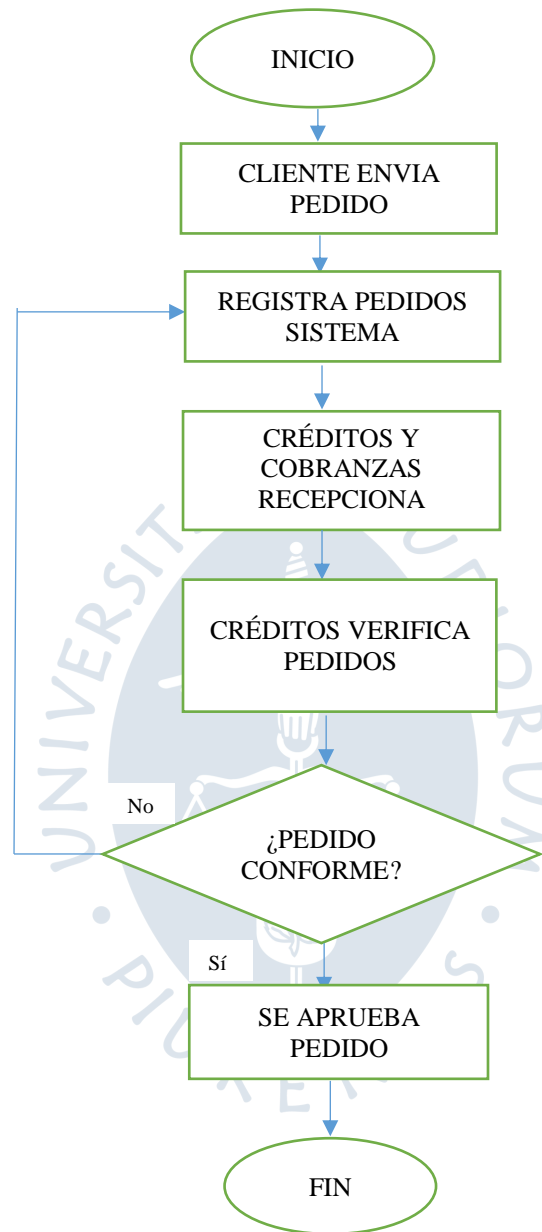 INICIO
CLIENTE ENVIA
PEDIDO
REGISTRA PEDIDOS
SISTEMA
CRÉDITOS Y
COBRANZAS
RECEPCIONA
CRÉDITOS VERIFICA
PEDIDOS
No
¿PEDIDO
CONFORME?
Sí
SE APRUEBA
PEDIDO
FIN